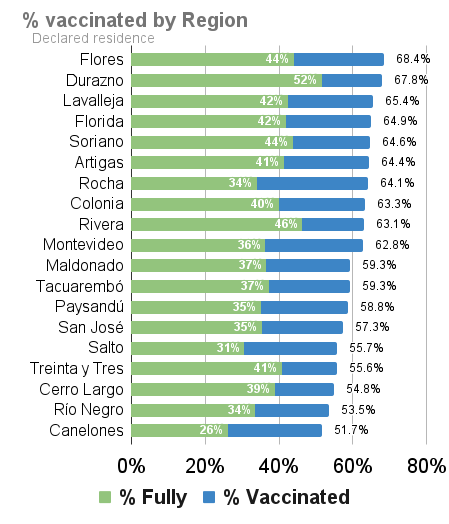 % vaccinated by Region
Declared residence
Flores 44% 68.4%
Durazno 52% 67.8%
Lavalleja 42% 65.4%
Florida 42% 64.9%
Soriano 44% 64.6%
Artigas 41% 64.4%
Rocha 34% 64.1%
Colonia 40% 63.3%
Rivera 46% 63.1%
Montevideo 36% 62.8%
Maldonado 37% 59.3%
Tacuarembó 37% 59.3%
Paysandú 35% 58.8%
San José 35% 57.3%
Salto 31% 55.7%
Treinta y Tres 41% 55.6%
Cerro Largo 39% 54.8%
Río Negro 34% 53.5%
Canelones 26% 51.7%
0% 20% 40% 60% 80%
% Fully % Vaccinated